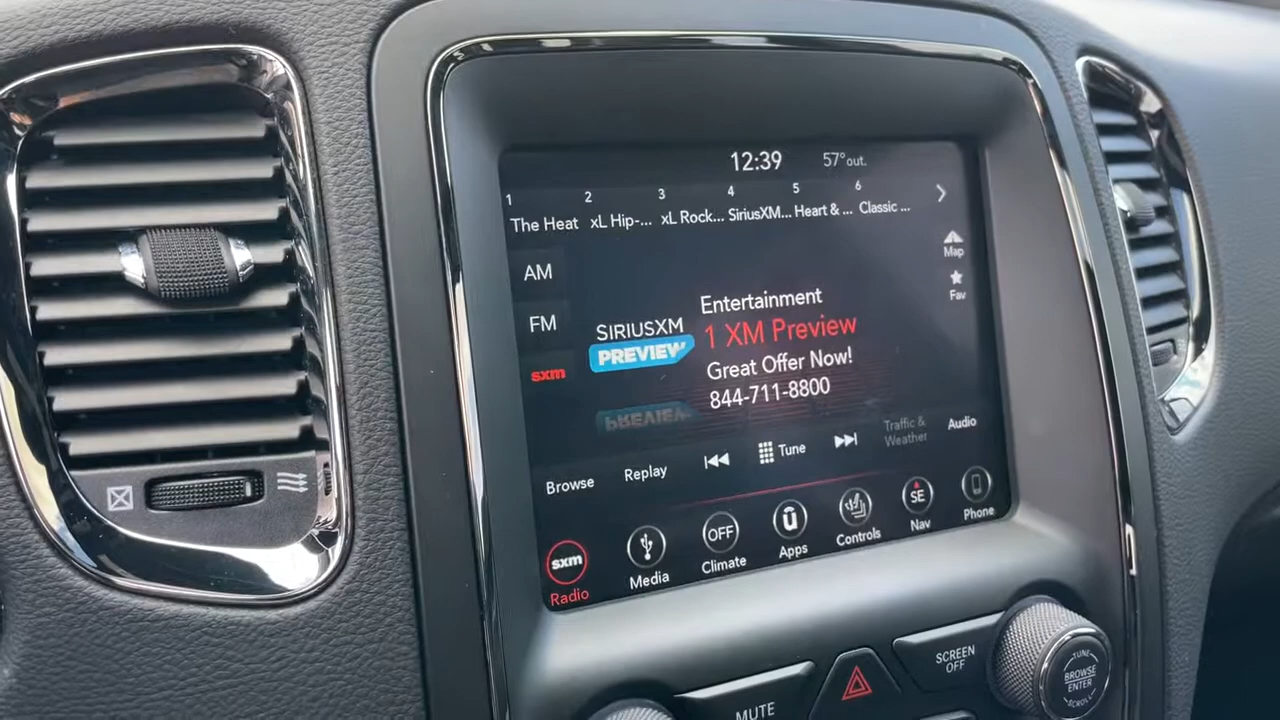 12:39 57°out.
1 2 3 4 5 6
The Heat xL Hip-... xL Rock... SiriusXM... Heart & ... Classic ...
Map
Fav
AM
FM
sxm
SIRIUSXM
PREVIEW
Entertainment
1 XM Preview
Great Offer Now!
844-711-8800
Browse Replay Tune Traffic & Weather Audio
sxm OFF SE
Radio Media Climate Apps Controls Nav Phone
MUTE
SCREEN
OFF
TUNE
BROWSE
ENTER
SCROLL